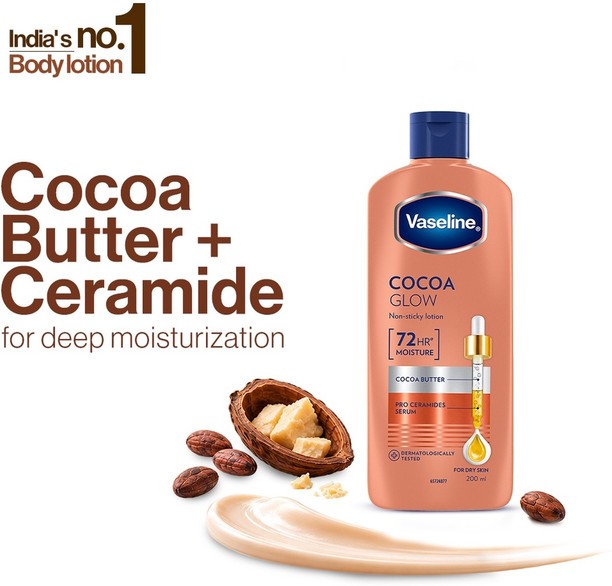 India's no.1
Body lotion
Cocoa
Butter +
Ceramide
for deep moisturization
Vaseline®
COCOA
GLOW
Non-sticky lotion
72HR*
MOISTURE
COCOA BUTTER
PRO CERAMIDES
SERUM
DERMATOLOGICALLY
TESTED
FOR DRY SKIN
200 ml